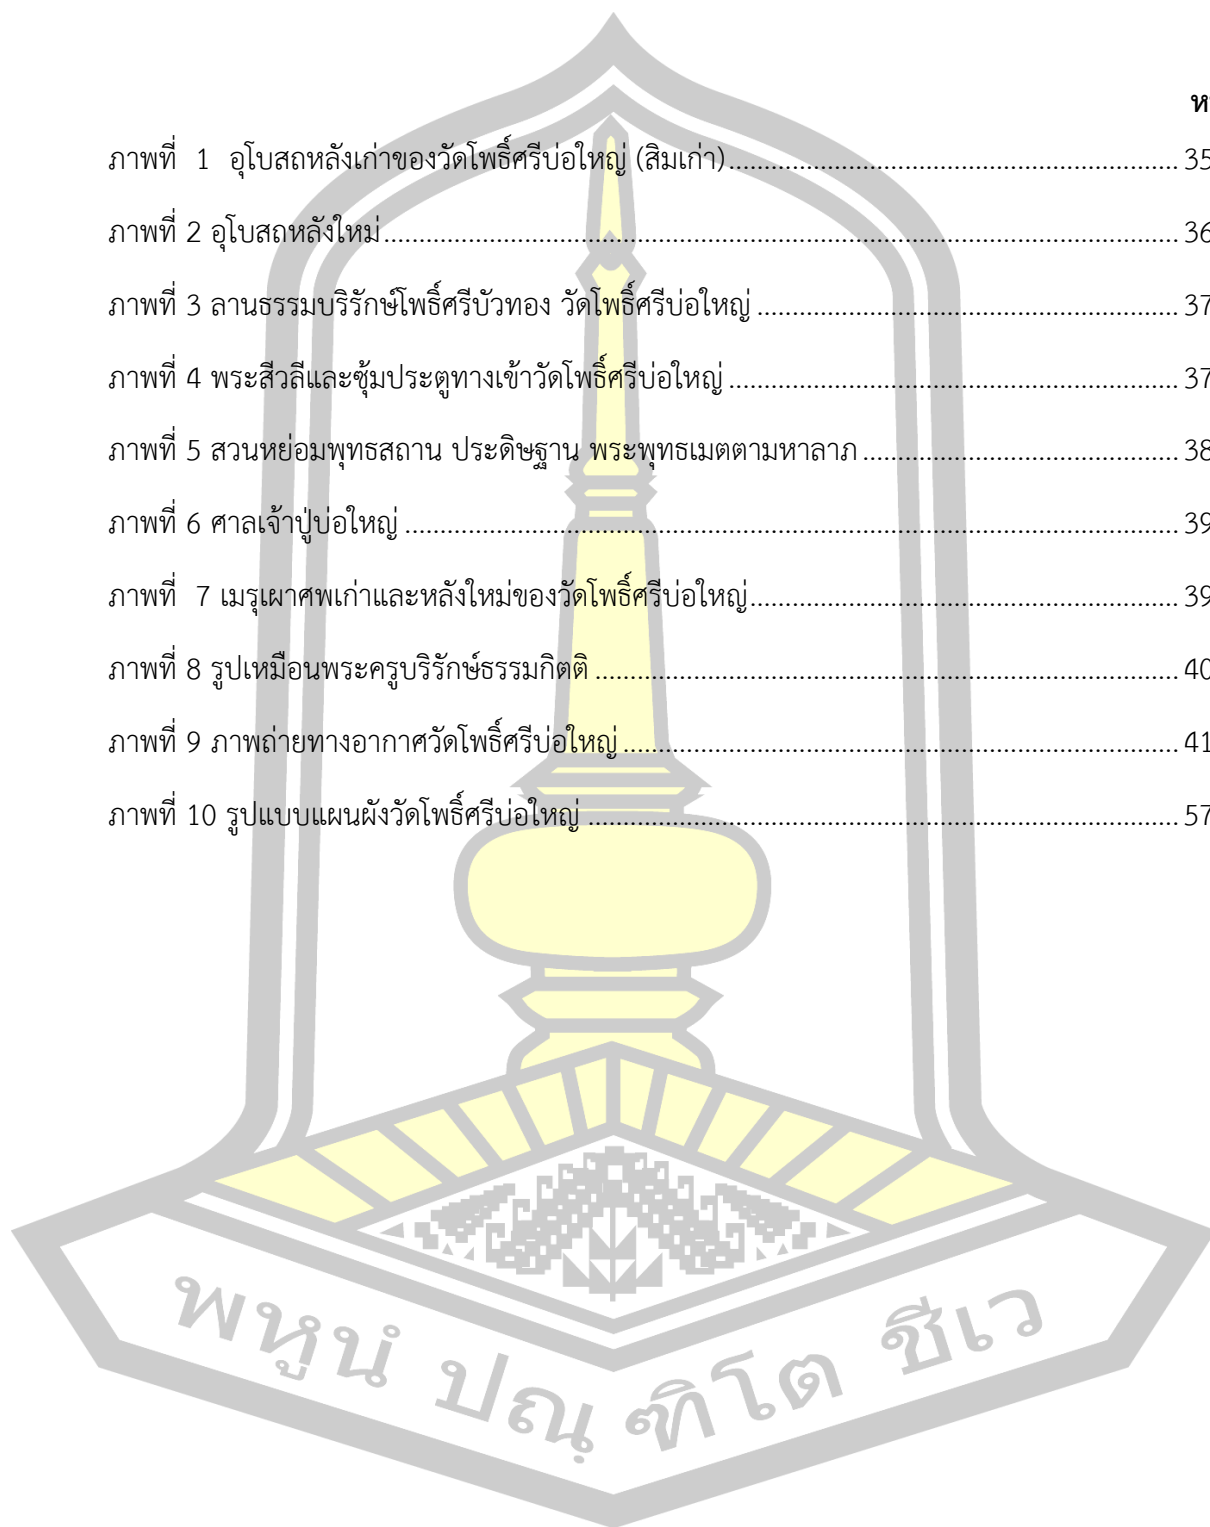 ภาพที่  1  อุโบสถหลังเก่าของวัดโพธิ์ศรีบ่อใหญ่ (สิมเก่า)........................................................ 35
ภาพที่ 2 อุโบสถหลังใหม่.................................................................................................. 36
ภาพที่ 3 ลานธรรมบริรักษ์โพธิ์ศรีบัวทอง วัดโพธิ์ศรีบ่อใหญ่ .................................................... 37
ภาพที่ 4 พระสีวลีและซุ้มประตูทางเข้าวัดโพธิ์ศรีบ่อใหญ่ ........................................................ 37
ภาพที่ 5 สวนหย่อมพุทธสถาน ประดิษฐาน พระพุทธเมตตามหาลาภ ....................................... 38
ภาพที่ 6 ศาลเจ้าปู่บ่อใหญ่ ............................................................................................... 39
ภาพที่  7 เมรุเผาศพเก่าและหลังใหม่ของวัดโพธิ์ศรีบ่อใหญ่..................................................... 39
ภาพที่ 8 รูปเหมือนพระครูบริรักษ์ธรรมกิตติ ........................................................................ 40
ภาพที่ 9 ภาพถ่ายทางอากาศวัดโพธิ์ศรีบ่อใหญ่ .................................................................... 41
ภาพที่ 10 รูปแบบแผนผังวัดโพธิ์ศรีบ่อใหญ่ ......................................................................... 57
พหูนํ ปณฺฑิโต ชีเว